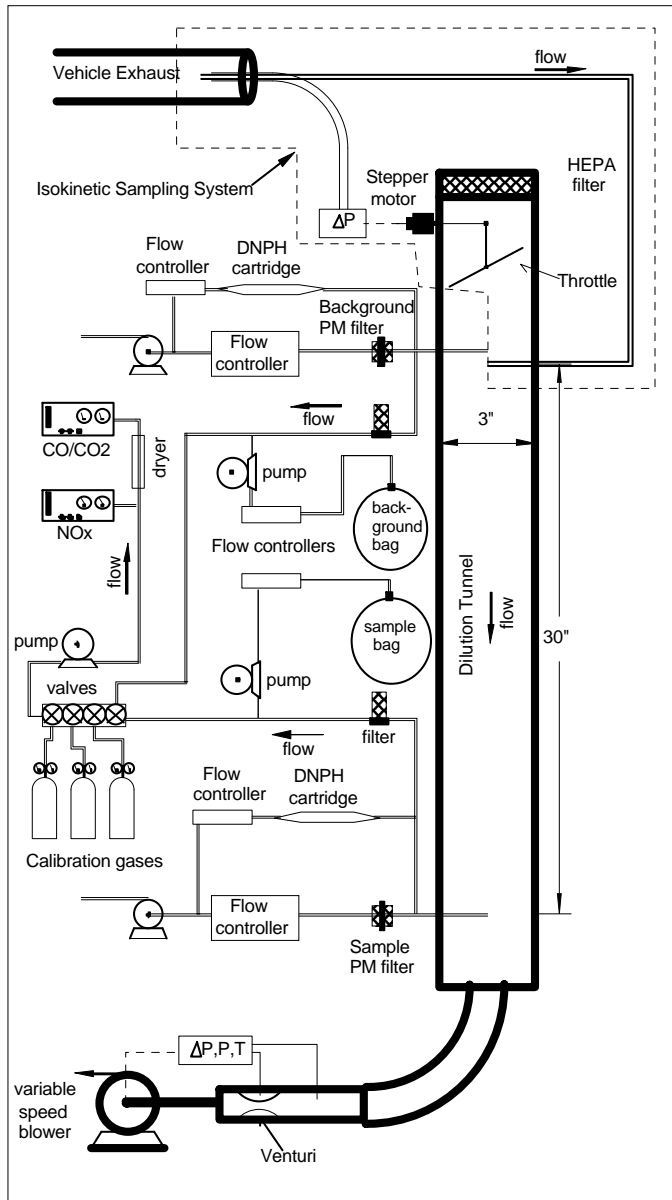 Vehicle Exhaust
flow
Isokinetic Sampling System
Stepper
motor
HEPA
filter
ΔP
Throttle
Flow
controller
DNPH
cartridge
Background
PM filter
Flow
controller
flow
3"
CO/CO2
dryer
NOx
pump
back-
ground
bag
Flow controllers
flow
Dilution Tunnel
flow
30"
sample
bag
pump
valves
pump
flow
filter
Flow
controller
DNPH
cartridge
Calibration gases
Flow
controller
Sample
PM filter
ΔP,P,T
variable
speed
blower
Venturi